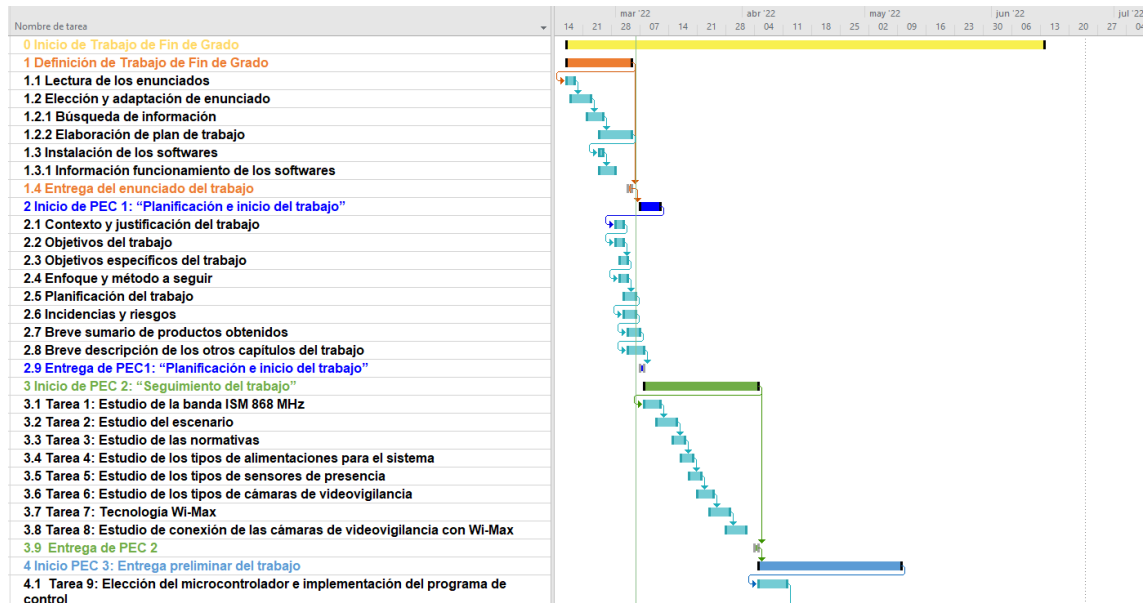 mar '22 abr '22 may '22 jun '22 jul '22
Nombre de tarea 14 21 28 07 14 21 28 04 11 18 25 02 09 16 23 30 06 13 20 27 04
0 Inicio de Trabajo de Fin de Grado
1 Definición de Trabajo de Fin de Grado
1.1 Lectura de los enunciados
1.2 Elección y adaptación de enunciado
1.2.1 Búsqueda de información
1.2.2 Elaboración de plan de trabajo
1.3 Instalación de los softwares
1.3.1 Información funcionamiento de los softwares
1.4 Entrega del enunciado del trabajo
2 Inicio de PEC 1: “Planificación e inicio del trabajo”
2.1 Contexto y justificación del trabajo
2.2 Objetivos del trabajo
2.3 Objetivos específicos del trabajo
2.4 Enfoque y método a seguir
2.5 Planificación del trabajo
2.6 Incidencias y riesgos
2.7 Breve sumario de productos obtenidos
2.8 Breve descripción de los otros capítulos del trabajo
2.9 Entrega de PEC1: “Planificación e inicio del trabajo”
3 Inicio de PEC 2: “Seguimiento del trabajo”
3.1 Tarea 1: Estudio de la banda ISM 868 MHz
3.2 Tarea 2: Estudio del escenario
3.3 Tarea 3: Estudio de las normativas
3.4 Tarea 4: Estudio de los tipos de alimentaciones para el sistema
3.5 Tarea 5: Estudio de los tipos de sensores de presencia
3.6 Tarea 6: Estudio de los tipos de cámaras de videovigilancia
3.7 Tarea 7: Tecnología Wi-Max
3.8 Tarea 8: Estudio de conexión de las cámaras de videovigilancia con Wi-Max
3.9 Entrega de PEC 2
4 Inicio PEC 3: Entrega preliminar del trabajo
4.1 Tarea 9: Elección del microcontrolador e implementación del programa de
control